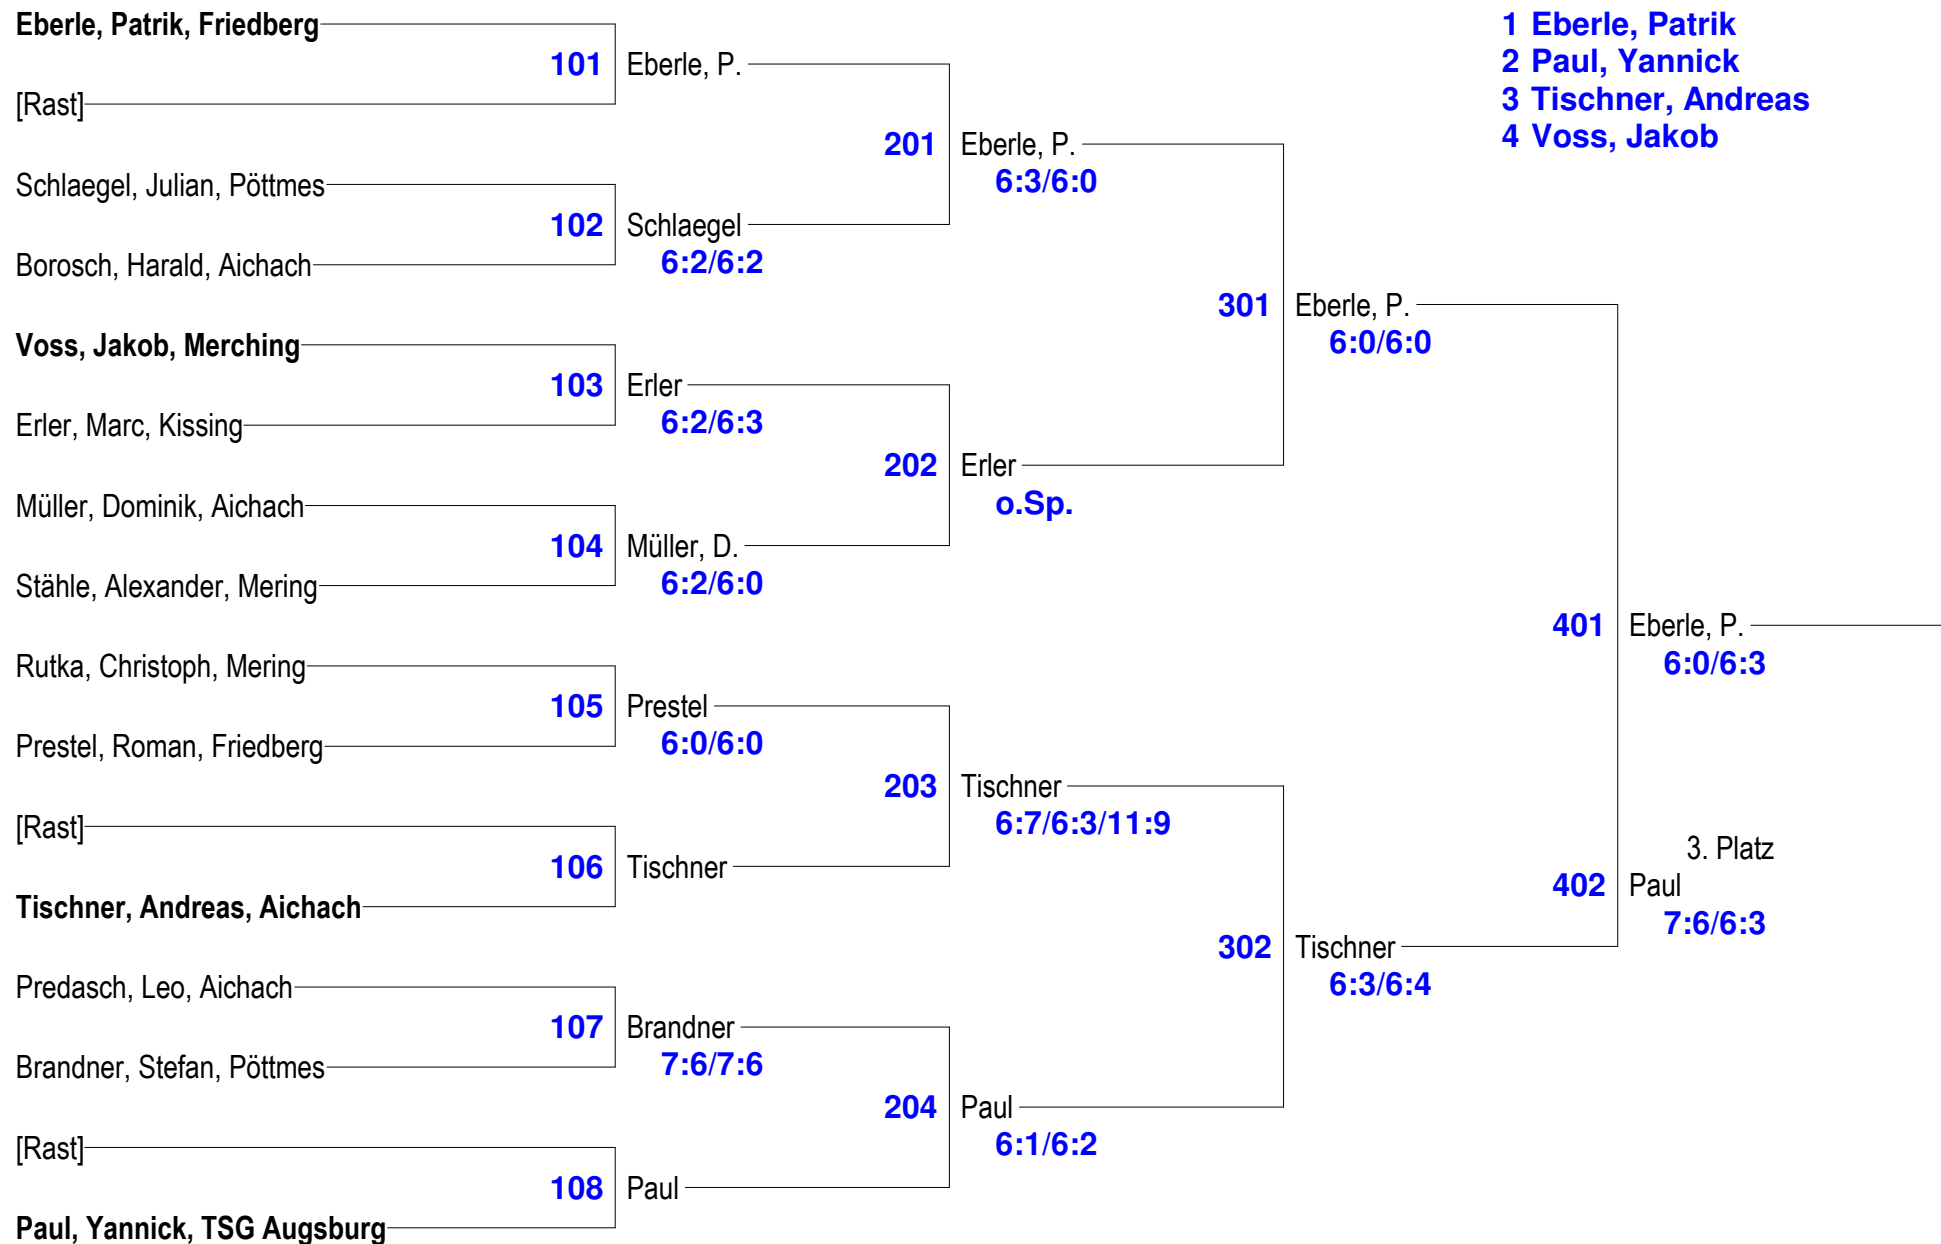 Eberle, Patrik, Friedberg
1 Eberle, Patrik
2 Paul, Yannick
3 Tischner, Andreas
4 Voss, Jakob
101 Eberle, P.
[Rast]
201 Eberle, P.
6:3/6:0
Schlaegel, Julian, Pöttmes
102 Schlaegel
6:2/6:2
Borosch, Harald, Aichach
301 Eberle, P.
6:0/6:0
Voss, Jakob, Merching
103 Erler
6:2/6:3
Erler, Marc, Kissing
202 Erler
o.Sp.
Müller, Dominik, Aichach
104 Müller, D.
6:2/6:0
Stähle, Alexander, Mering
401 Eberle, P.
6:0/6:3
Rutka, Christoph, Mering
105 Prestel
6:0/6:0
Prestel, Roman, Friedberg
203 Tischner
6:7/6:3/11:9
[Rast]
106 Tischner
3. Platz
402 Paul
7:6/6:3
Tischner, Andreas, Aichach
302 Tischner
6:3/6:4
Predasch, Leo, Aichach
107 Brandner
7:6/7:6
Brandner, Stefan, Pöttmes
204 Paul
6:1/6:2
[Rast]
108 Paul
Paul, Yannick, TSG Augsburg